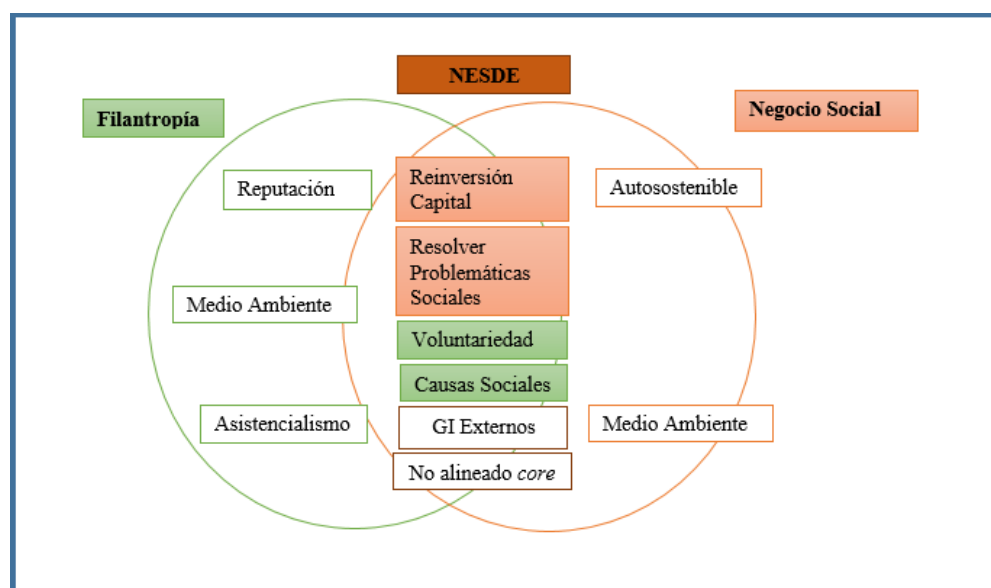 NESDE
Filantropía
Negocio Social
Reputación
Reinversión
Capital
Autosostenible
Resolver
Problemáticas
Sociales
Medio Ambiente
Voluntariedad
Causas Sociales
Asistencialismo
GI Externos
Medio Ambiente
No alineado core